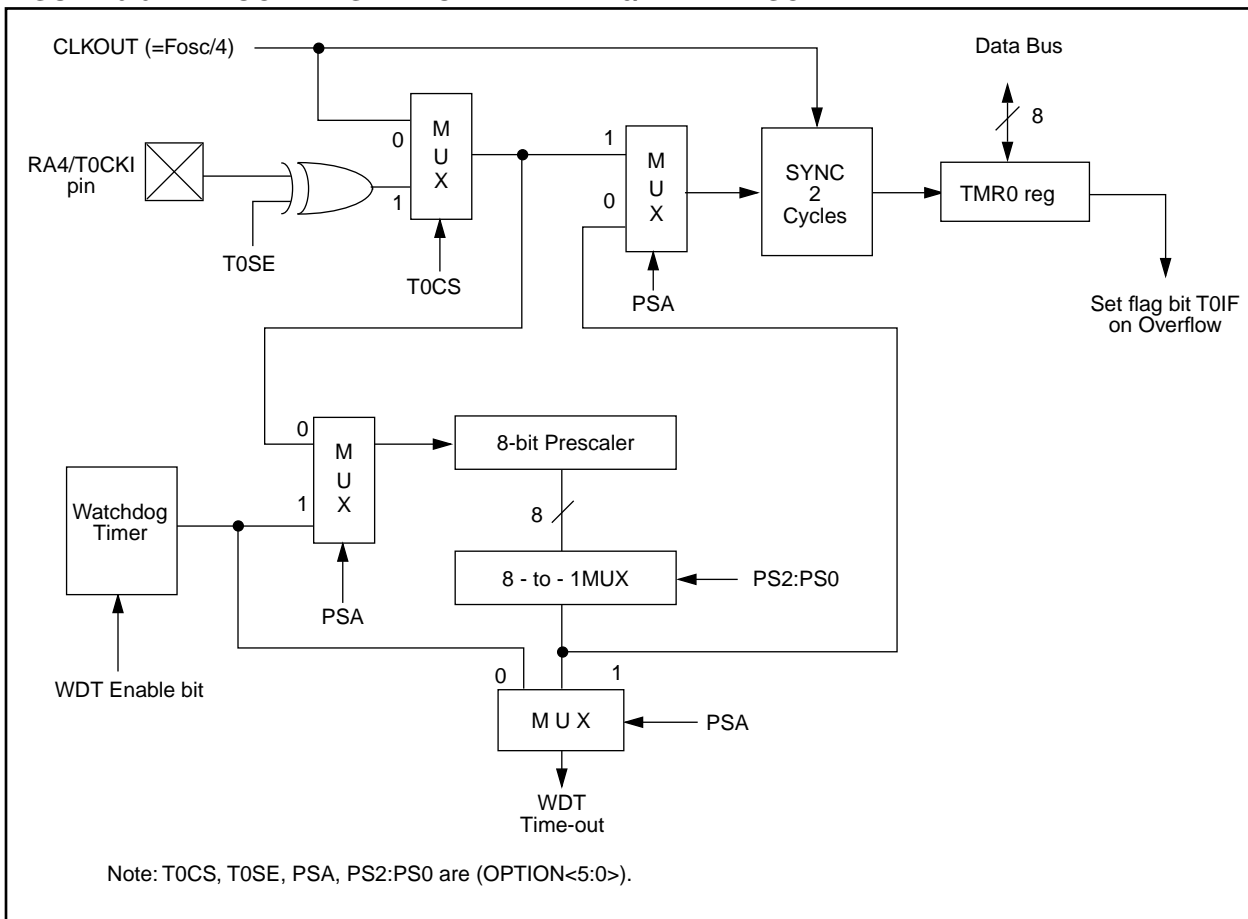 CLKOUT (=Fosc/4)
Data Bus
8
M
U
X
0
1
RA4/T0CKI
pin
T0SE
T0CS
1
0
M
U
X
PSA
SYNC
2
Cycles
TMR0 reg
Set flag bit T0IF
on Overflow
0
1
M
U
X
PSA
8-bit Prescaler
8
8 - to - 1MUX
PS2:PS0
Watchdog
Timer
WDT Enable bit
0
1
M U X
PSA
WDT
Time-out
Note: T0CS, T0SE, PSA, PS2:PS0 are (OPTION<5:0>).